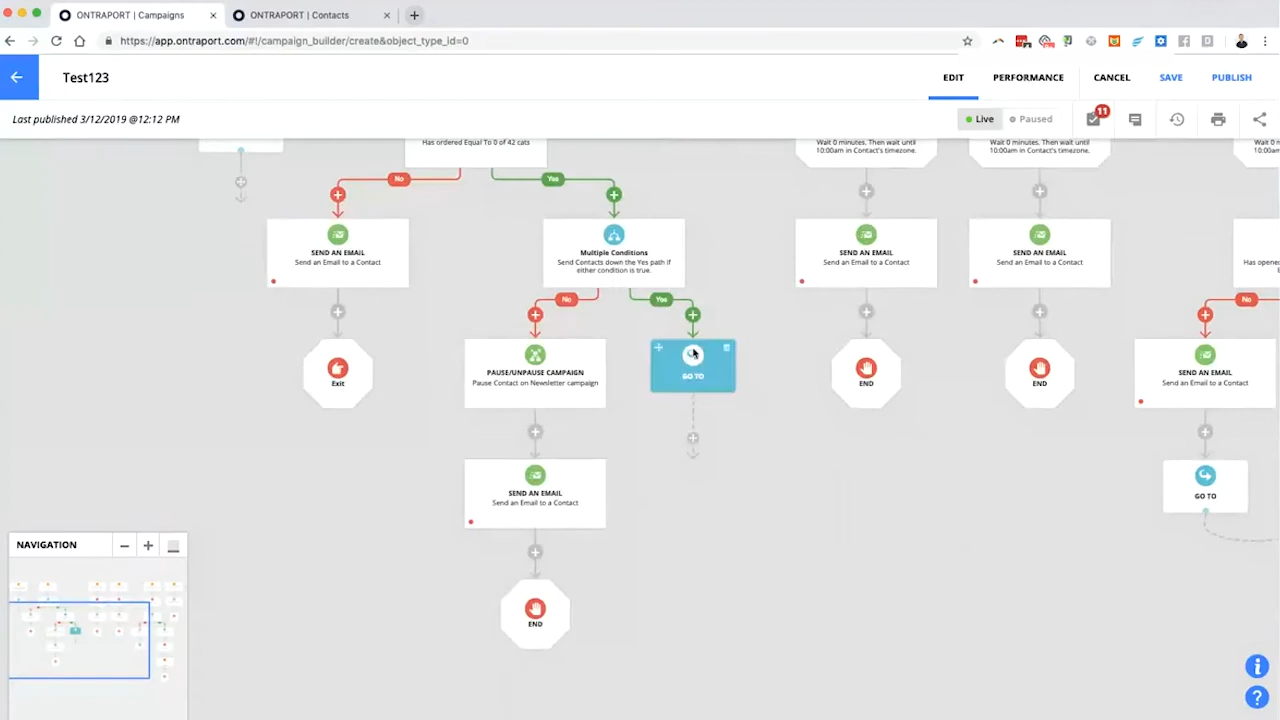 ONTRAPORT | Campaigns
ONTRAPORT | Contacts
https://app.ontraport.com/#!/campaign_builder/create&object_type_id=0
Test123
EDIT
PERFORMANCE
CANCEL
SAVE
PUBLISH
Last published 3/12/2019 @12:12 PM
Live
Paused
11
Has ordered Equal To 0 of 42 cats
Wait 0 minutes. Then wait until
10:00am in Contact's timezone.
Wait 0 minutes. Then wait until
10:00am in Contact's timezone.
Wait 0
10:00a
No
Yes
SEND AN EMAIL
Send an Email to a Contact
Multiple Conditions
Send Contacts down the Yes path if
either condition is true.
SEND AN EMAIL
Send an Email to a Contact
SEND AN EMAIL
Send an Email to a Contact
Has opene
No
Yes
No
Exit
PAUSE/UNPAUSE CAMPAIGN
Pause Contact on Newsletter campaign
GO TO
END
END
SEND AN EMAIL
Send an Email to a Contact
SEND AN EMAIL
Send an Email to a Contact
GO TO
NAVIGATION
END